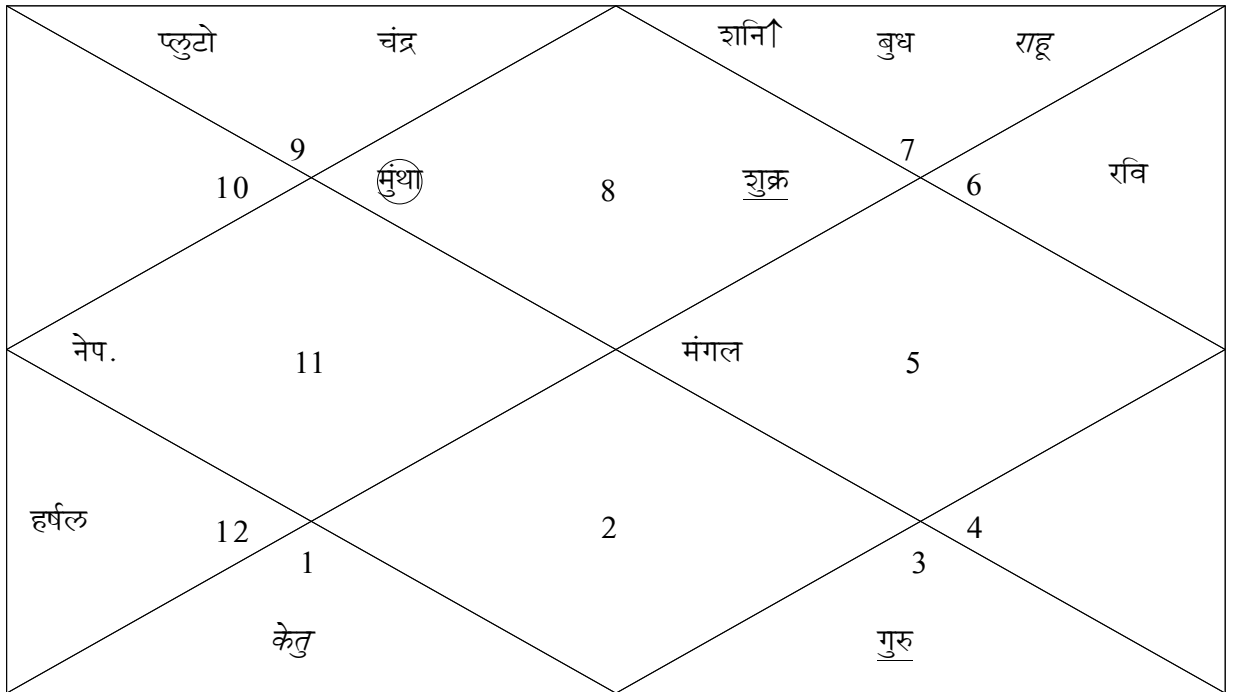 प्लुटो चंद्र शनि↑ बुध राहू
9 7
10 मुंथा 8 शुक्र 6 रवि
नेप. 11 मंगल 5
हर्षल 12 2 4
1 3
केतु गुरु